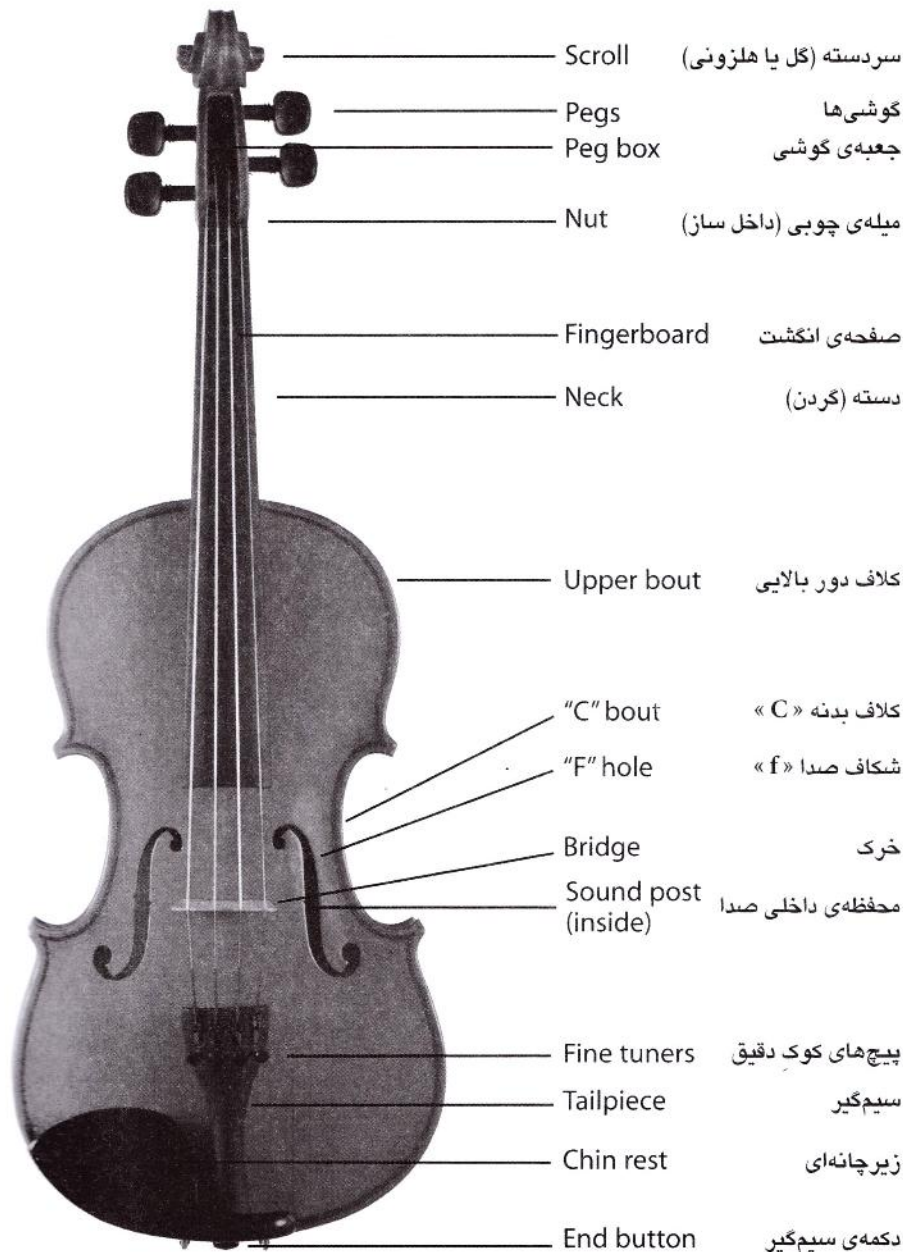 Scroll سردسته (گل یا هلزونی)
Pegs گوشی‌ها
Peg box جعبه‌ی گوشی
Nut میله‌ی چوبی (داخل ساز)
Fingerboard صفحه‌ی انگشت
Neck دسته (گردن)
Upper bout کلاف دور بالایی
"C" bout کلاف بدنه « C »
"F" hole شکاف صدا « f »
Bridge خرک
Sound post
(inside) محفظه‌ی داخلی صدا
Fine tuners پیچ‌های کوکِ دقیق
Tailpiece سیم‌گیر
Chin rest زیرچانه‌ای
End button دکمه‌ی سیم‌گیر